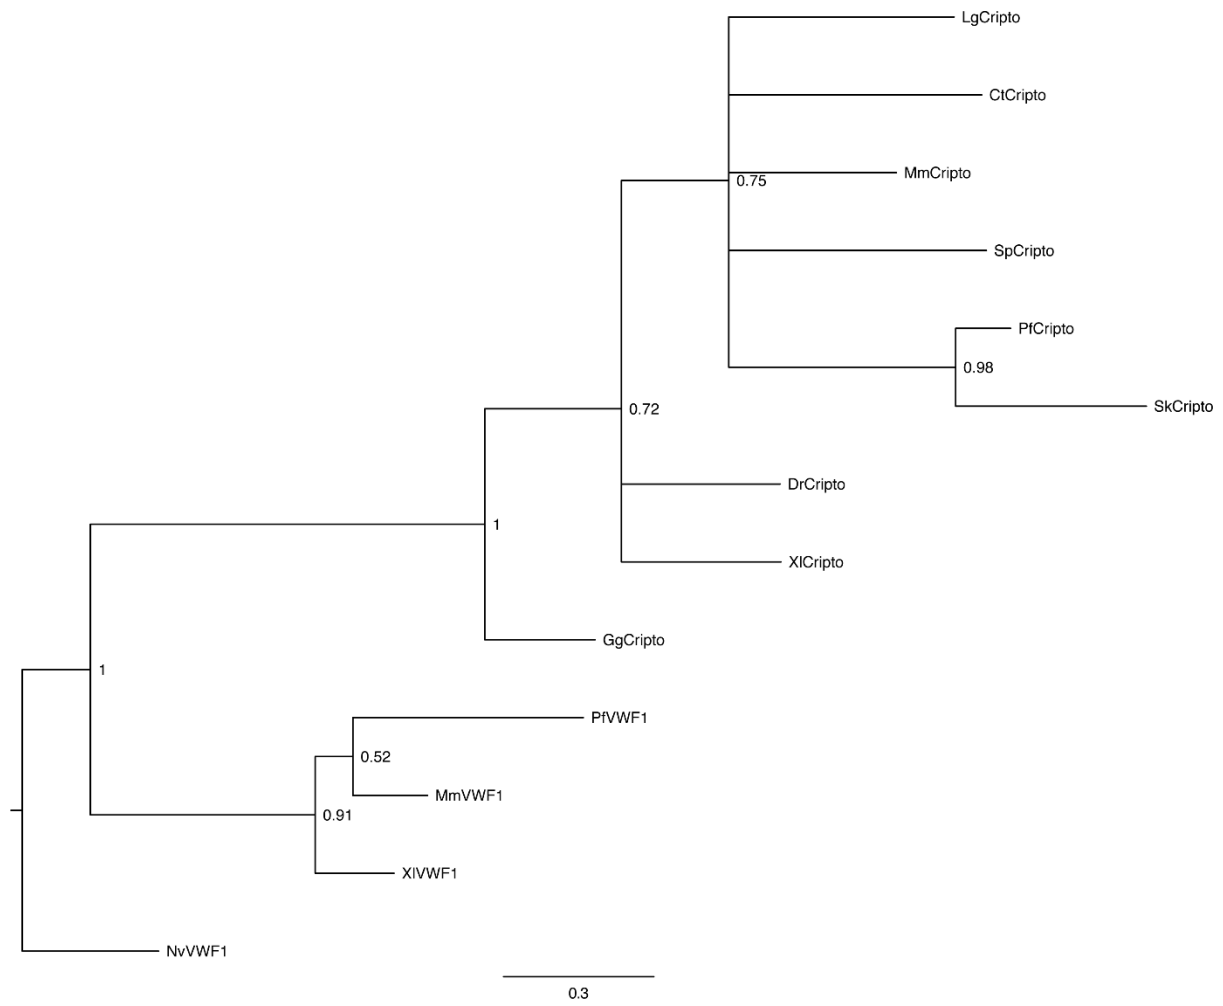 LgCripto
CtCripto
MmCripto
0.75
SpCripto
PfCripto
0.98
SkCripto
0.72
DrCripto
1
XlCripto
GgCripto
1
PfVWF1
0.52
MmVWF1
0.91
XlVWF1
NvVWF1
0.3